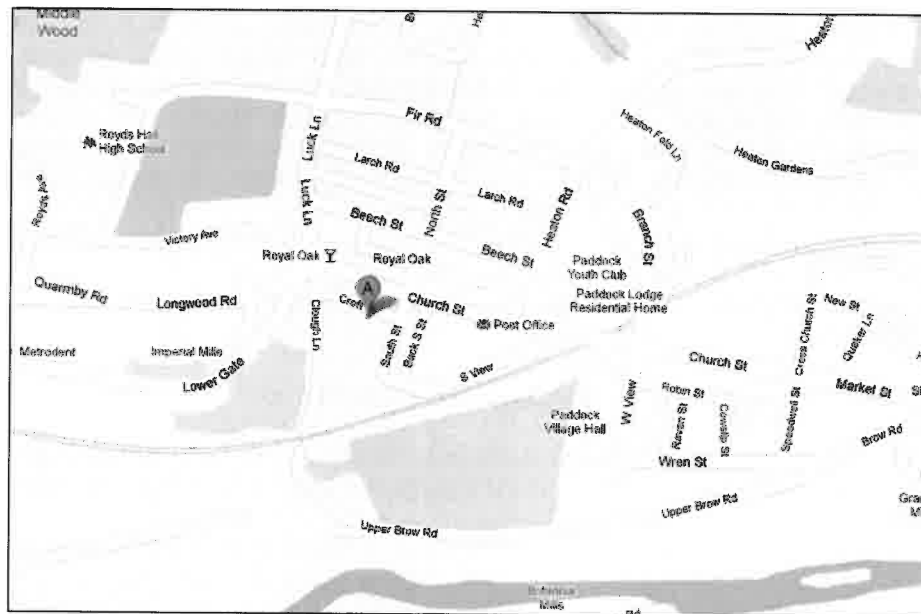 Middle
Wood
Heaton
Fir Rd
Luck Ln
Heaton Fold Ln
Royds Hall
High School
Larch Rd
Heaton Gardens
Royds Ave
Luck Ln
North St
Larch Rd
Heaton Rd
Branch St
Beech St
Victory Ave
Royal Oak
Royal Oak
Beech St
Paddock
Youth Club
Quarmby Rd
Longwood Rd
A
Croft
Church St
Paddock Lodge
Residential Home
New St
Clough Ln
South St
Back S St
Post Office
Cross Church St
Quaker Ln
Metrodent
Imperial Mills
Lower Gate
S View
Church St
Market St
Robin St
W View
Raven St
Cowslip St
Speedwell St
Paddock
Village Hall
Brow Rd
Wren St
Upper Brow Rd
Upper Brow Rd
Mills
Rd